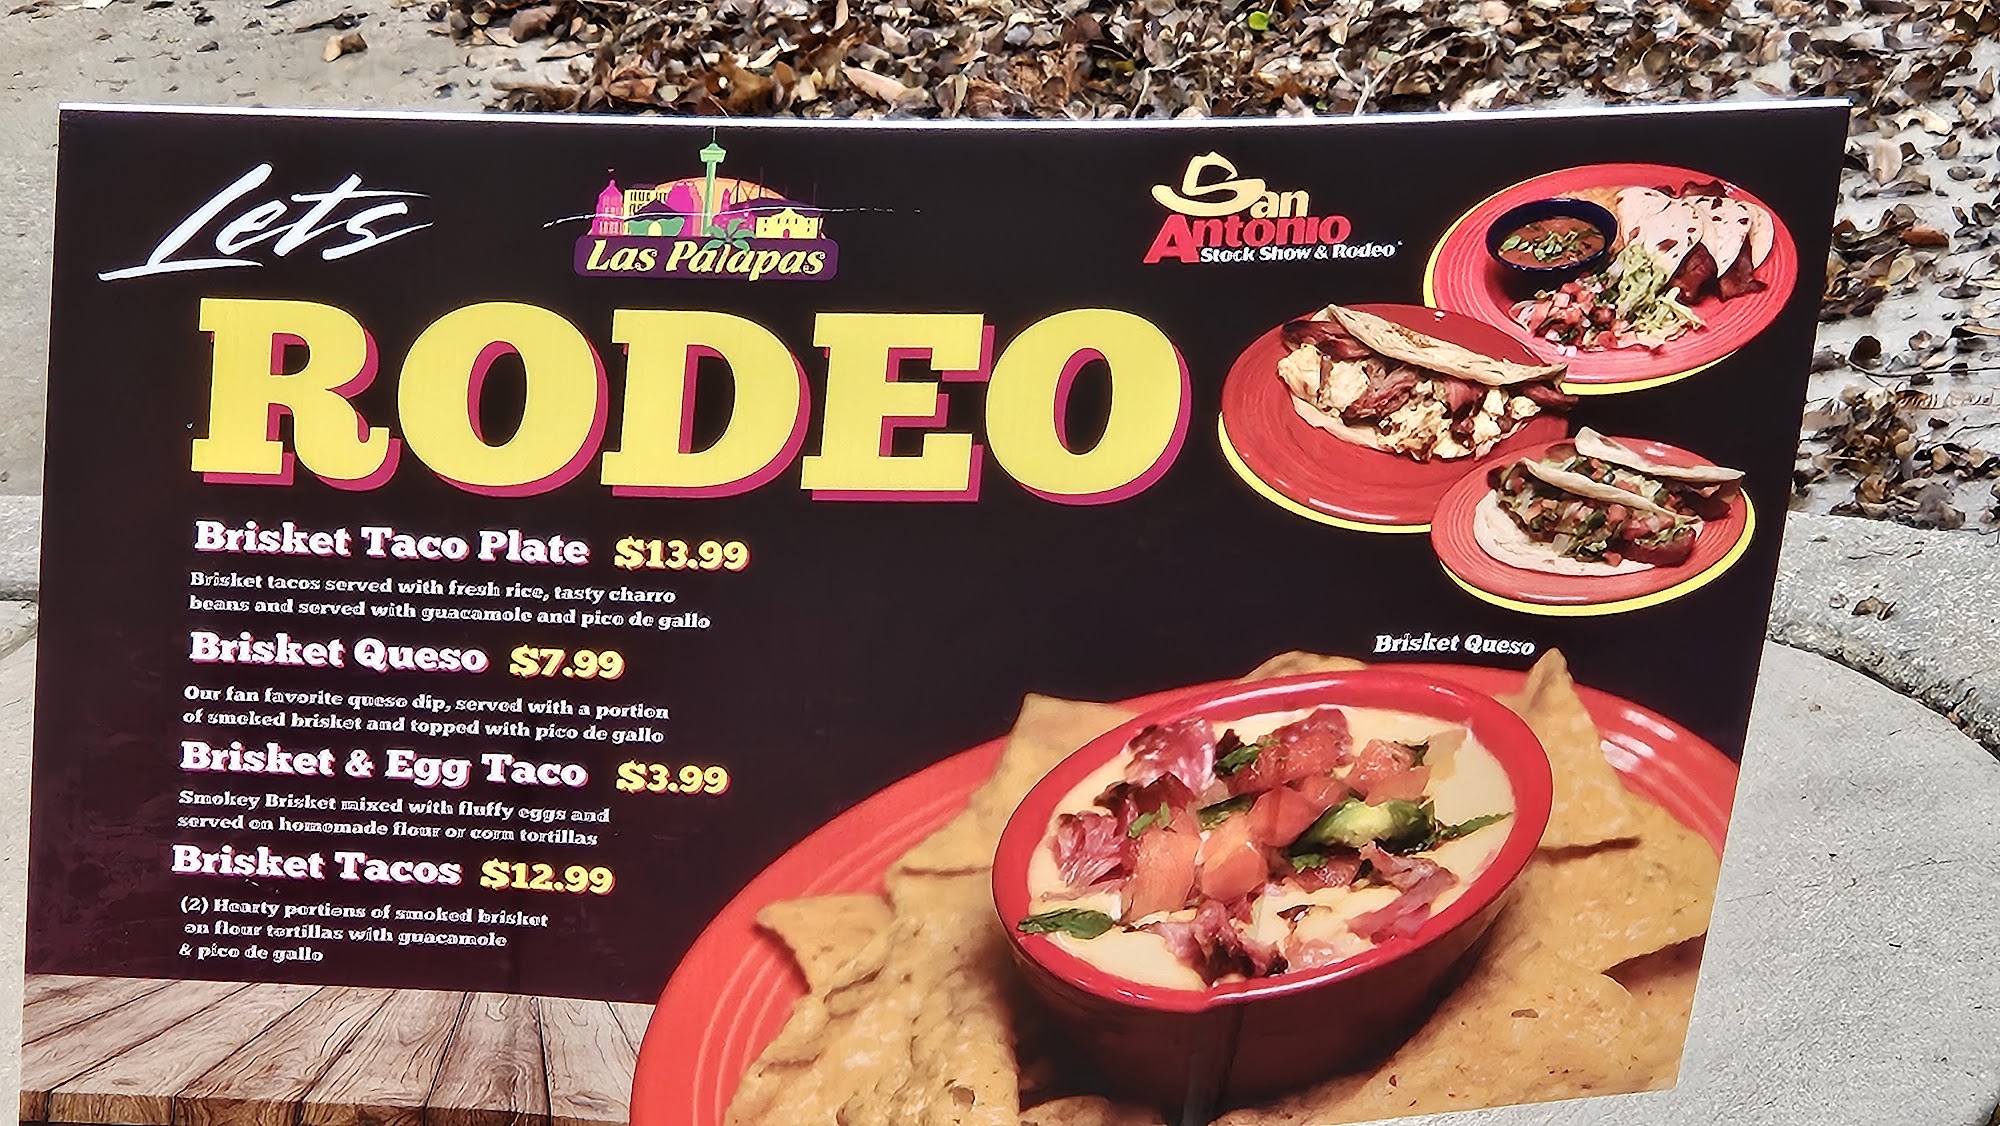 Lets
Las Palapas
San
Antonio
Stock Show & Rodeo
RODEO
Brisket Taco Plate $13.99
Brisket tacos served with fresh rice, tasty charro
beans and served with guacamole and pico de gallo
Brisket Queso $7.99
Our fan favorite queso dip, served with a portion
of smoked brisket and topped with pico de gallo
Brisket & Egg Taco $3.99
Smokey Brisket mixed with fluffy eggs and
served on homemade flour or corn tortillas
Brisket Tacos $12.99
(2) Hearty portions of smoked brisket
on flour tortillas with guacamole
& pico de gallo
Brisket Queso